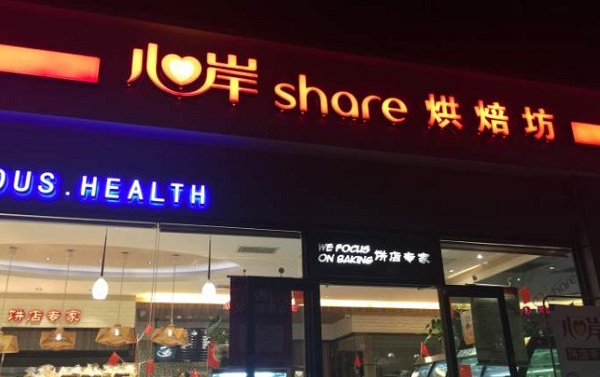 心岸 share 烘焙坊
OUS.HEALTH
WE FOCUS
ON BAKING 饼店专家
饼店专家
心岸